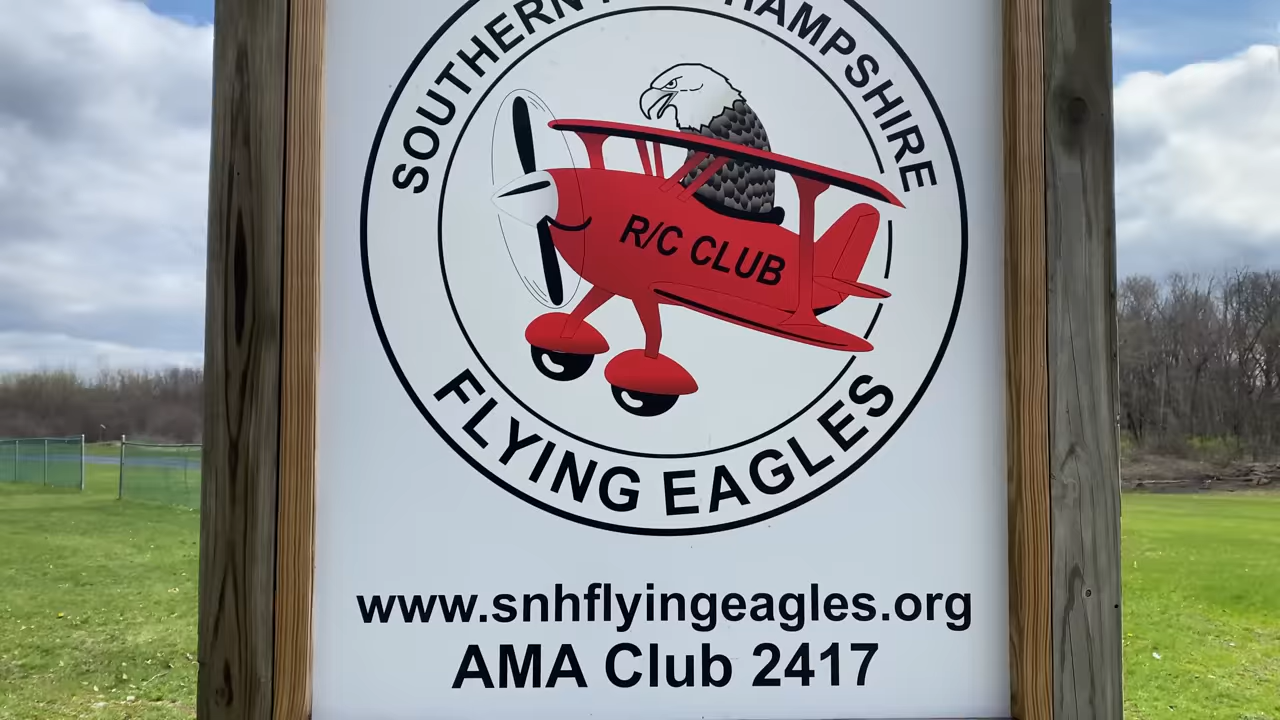 SOUTHERN HAMPSHIRE
R/C CLUB
FLYING EAGLES
www.snhflyingeagles.org
AMA Club 2417